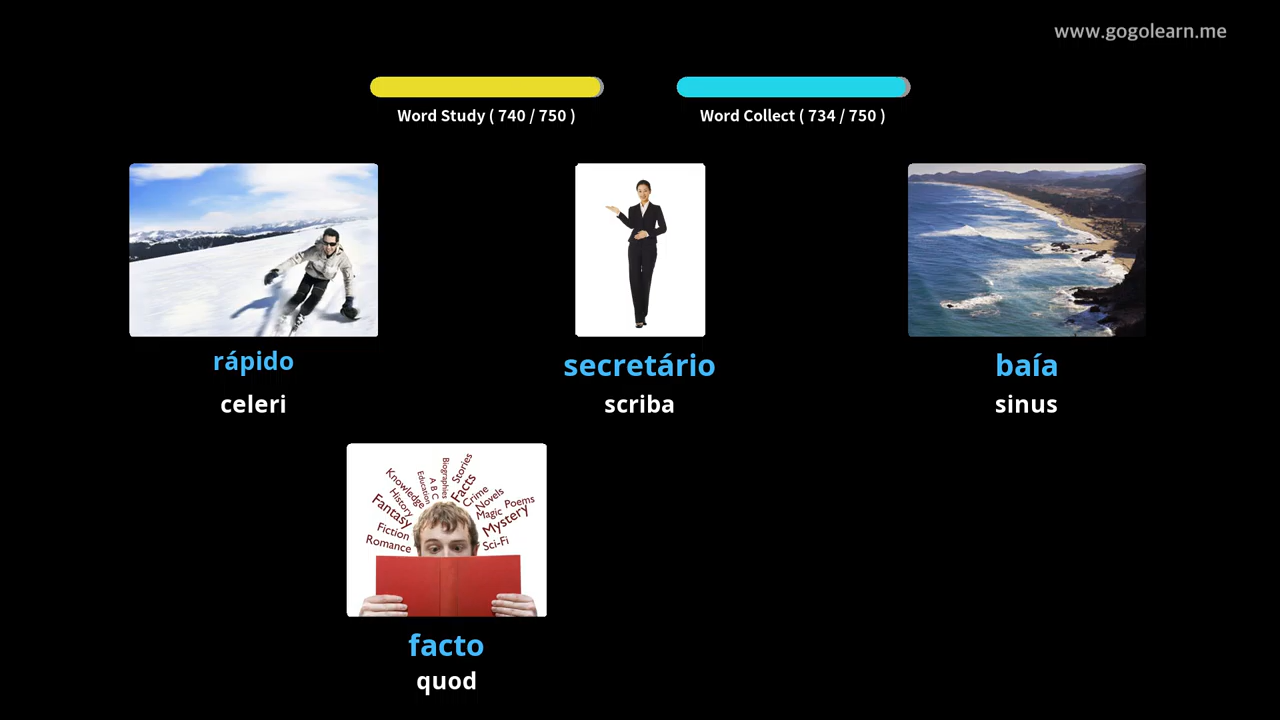 www.gogolearn.me
Word Study ( 740 / 750 )
Word Collect ( 734 / 750 )
rápido
celeri
secretário
scriba
baía
sinus
Stories
Biographies
Facts
A B C
Education
Knowledge
Crime
History
Novels
Fantasy
Magic
Poems
Mystery
Fiction
Romance
Sci-Fi
facto
quod